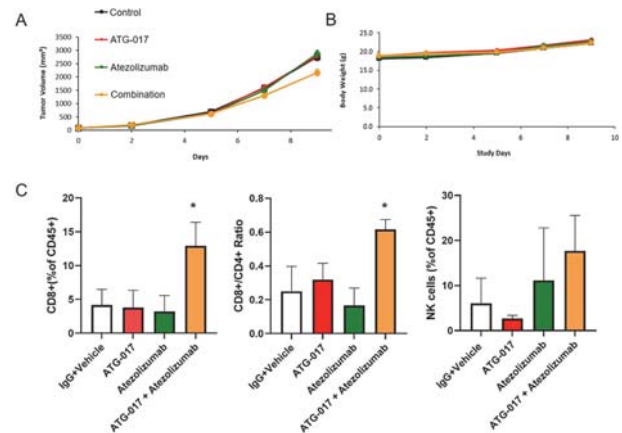 A
Control
ATG-017
Atezolizumab
Combination
Tumor Volume (mm³)
3500
3000
2500
2000
1500
1000
500
0
0
2
4
6
8
Days
B
Body Weight (g)
25.0
20.0
15.0
10.0
5.0
0.0
0
2
4
6
8
10
Study Days
C
CD8+(%of CD45+)
20
15
10
5
0
*
IgG+Vehicle
ATG-017
Atezolizumab
ATG-017 + Atezolizumab
CD8+/CD4+ Ratio
0.8
0.6
0.4
0.2
0.0
*
IgG+Vehicle
ATG-017
Atezolizumab
ATG-017 + Atezolizumab
NK cells (%of CD45+)
30
20
10
0
IgG+Vehicle
ATG-017
Atezolizumab
ATG-017 + Atezolizumab